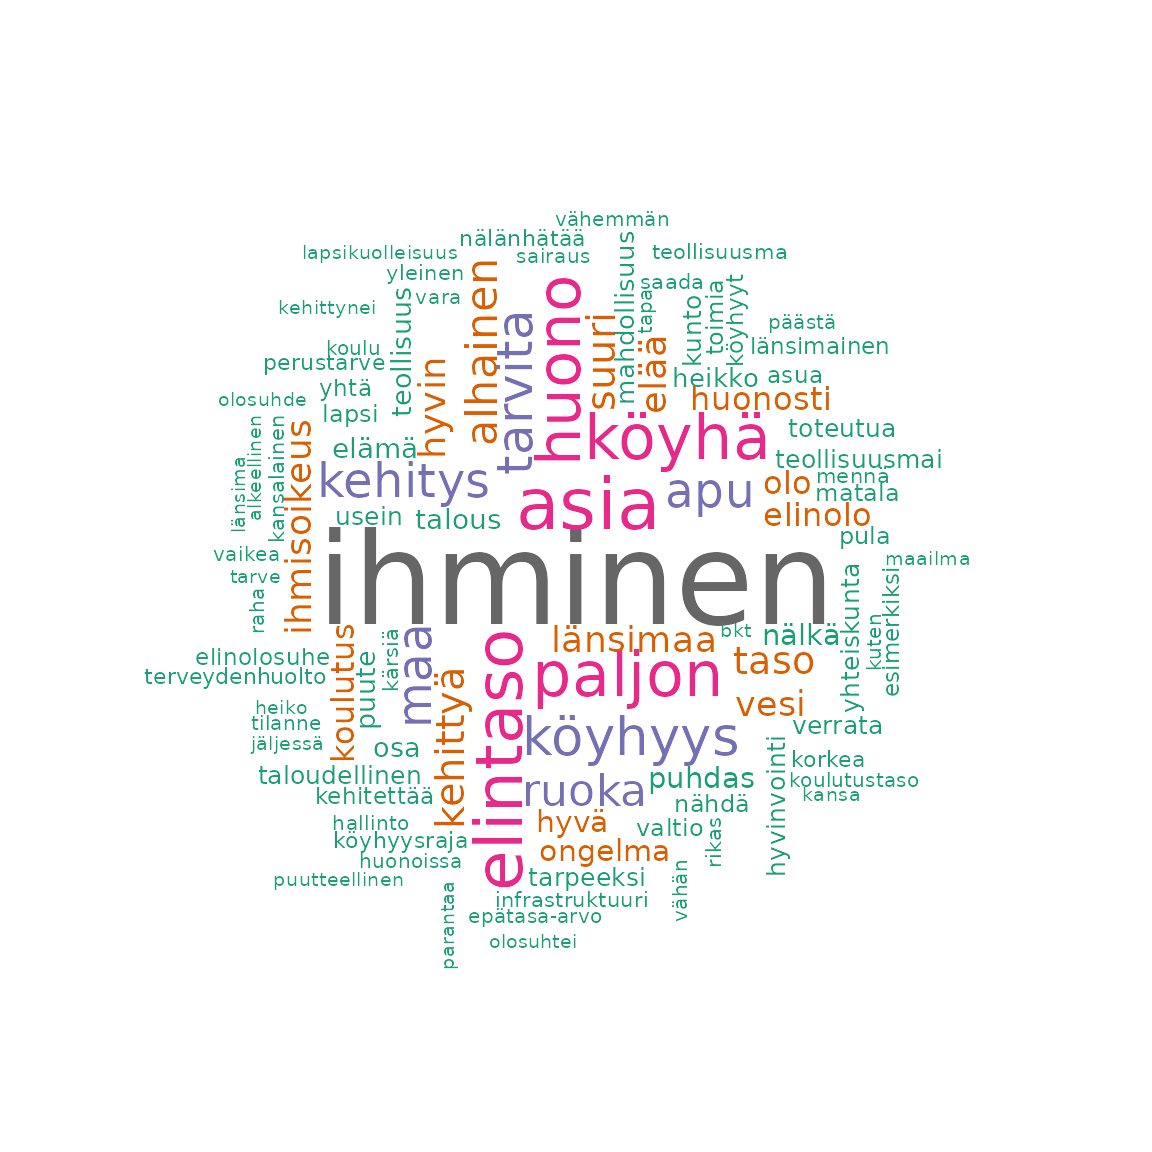 vähemmän
nälänhätää
lapsikuolleisuus
sairaus
teollisuusma
yleinen
saada
vara
kehittynei
tapa
mahdollisuus
teollisuus
alhainen
huono
tarvita
suuri
elää
kunto
toimia
köyhyyt
päästä
länsimainen
koulu
perustarve
yhtä
hyvin
heikko
asua
olosuhde
lapsi
huonosti
köyhä
toteutua
elämä
teollisuusmai
länsima
alkeellinen
kansalainen
ihmisoikeus
kehitys
asia
apu
olo
mennä
matala
usein
talous
elinolo
pula
vaikea
ihminen
maailma
tarve
raha
yhteiskunta
kuten
esimerkiksi
koulutus
puute
kärsiä
maa
elintaso
länsimaa
bkt
nälkä
elinolosuhe
terveydenhuolto
paljon
taso
kehittyä
heiko
vesi
tilanne
jäljessä
osa
köyhyys
verrata
taloudellinen
kehitettää
ruoka
puhdas
hyvinvointi
korkea
koulutustaso
kansa
nähdä
hallinto
hyvä
valtio
rikas
köyhyysraja
huonoissa
ongelma
puutteellinen
tarpeeksi
vähän
infrastruktuuri
parantaa
epätasa-arvo
olosuhtei